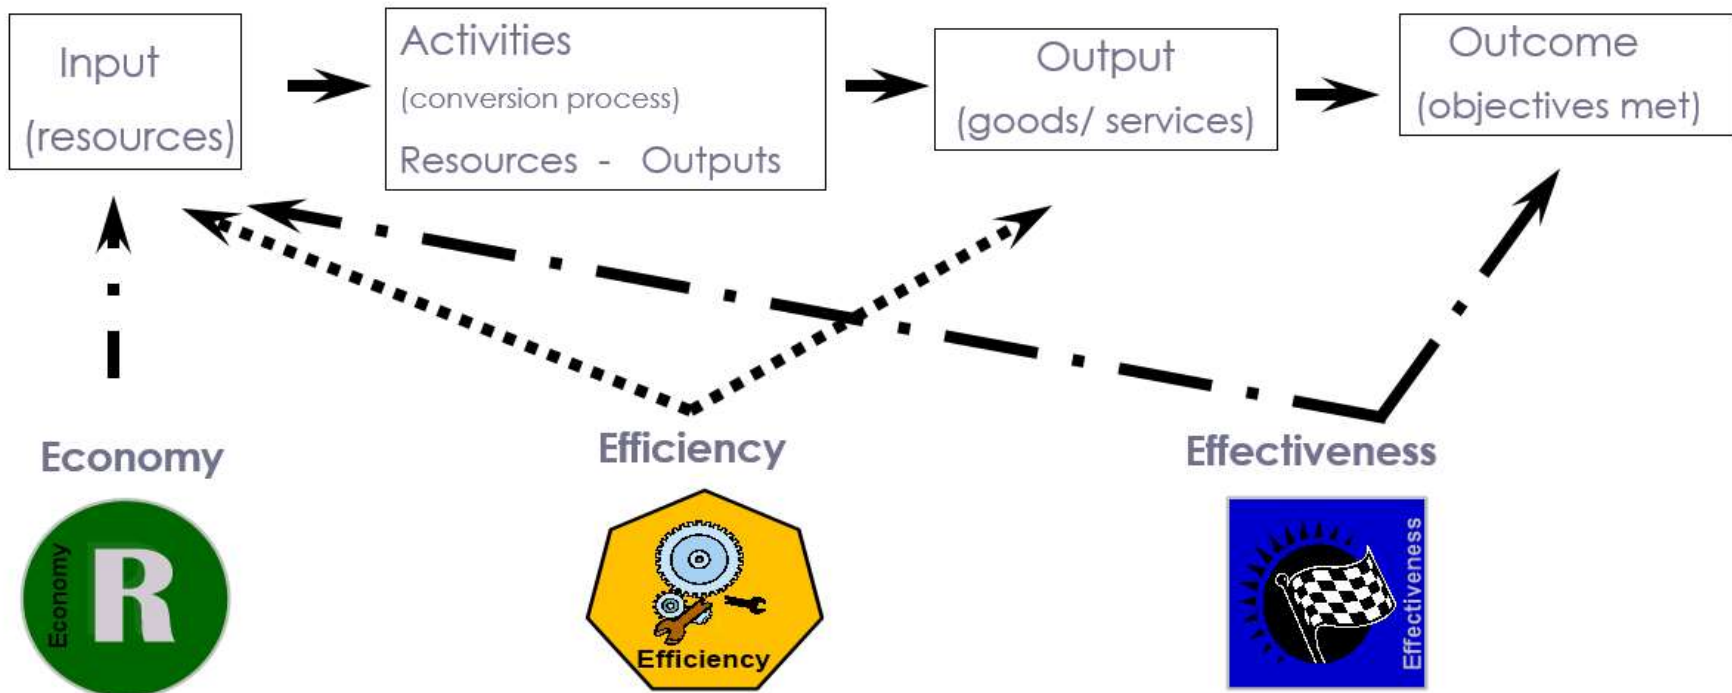 Input
(resources)
Activities
(conversion process)
Resources - Outputs
Output
(goods/ services)
Outcome
(objectives met)
Economy
Efficiency
Effectiveness
Economy
R
Efficiency
Effectiveness